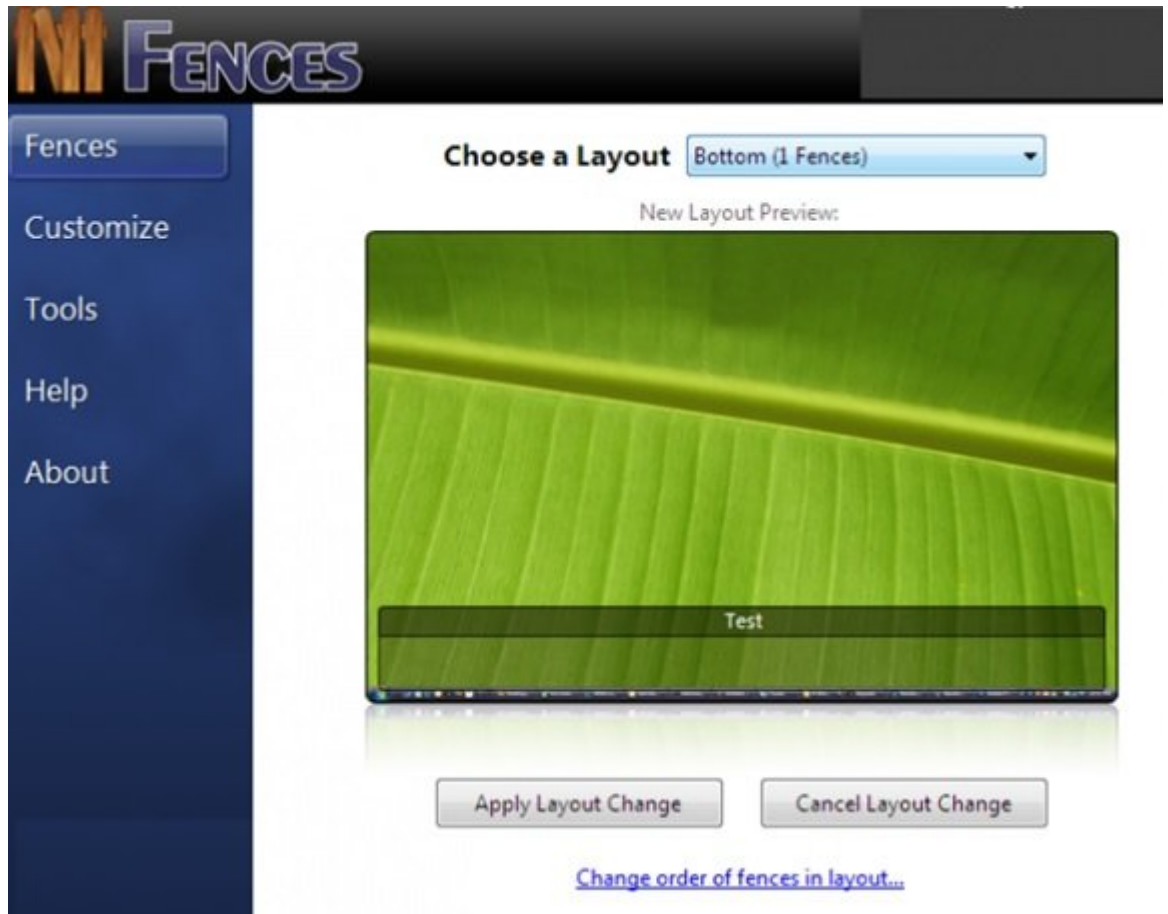 FENCES
Fences
Customize
Tools
Help
About
Choose a Layout Bottom (1 Fences)
New Layout Preview:
Test
Apply Layout Change Cancel Layout Change
Change order of fences in layout...